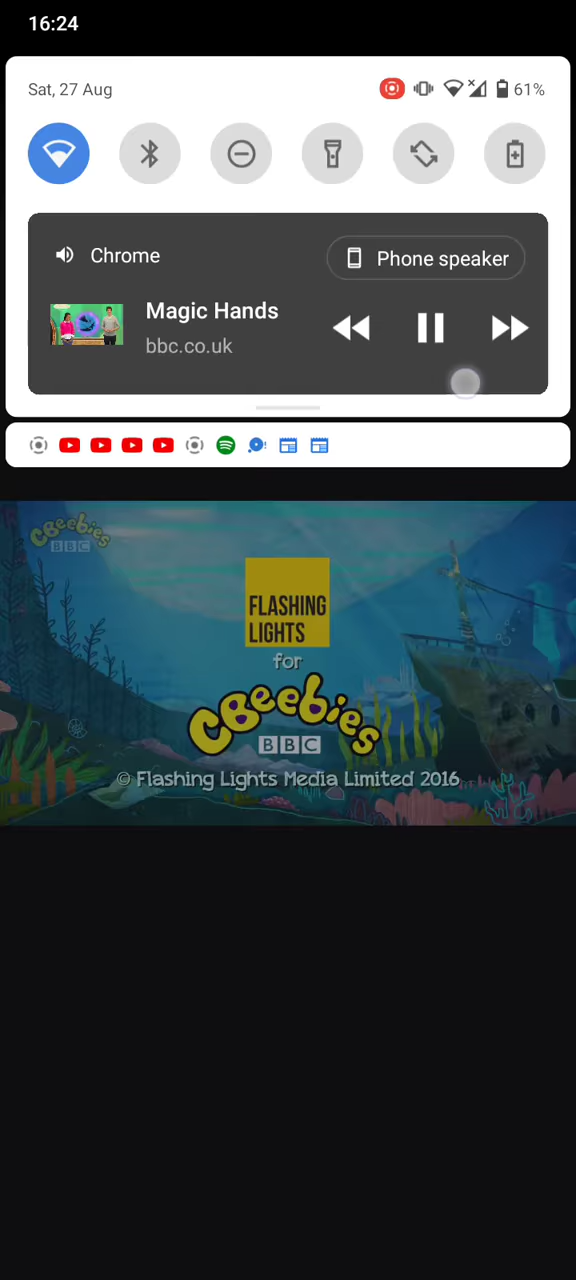 16:24
Sat, 27 Aug
61%
Chrome
Phone speaker
Magic Hands
bbc.co.uk
CBeebies
BBC
FLASHING
LIGHTS
for
CBeebies
BBC
© Flashing Lights Media Limited 2016